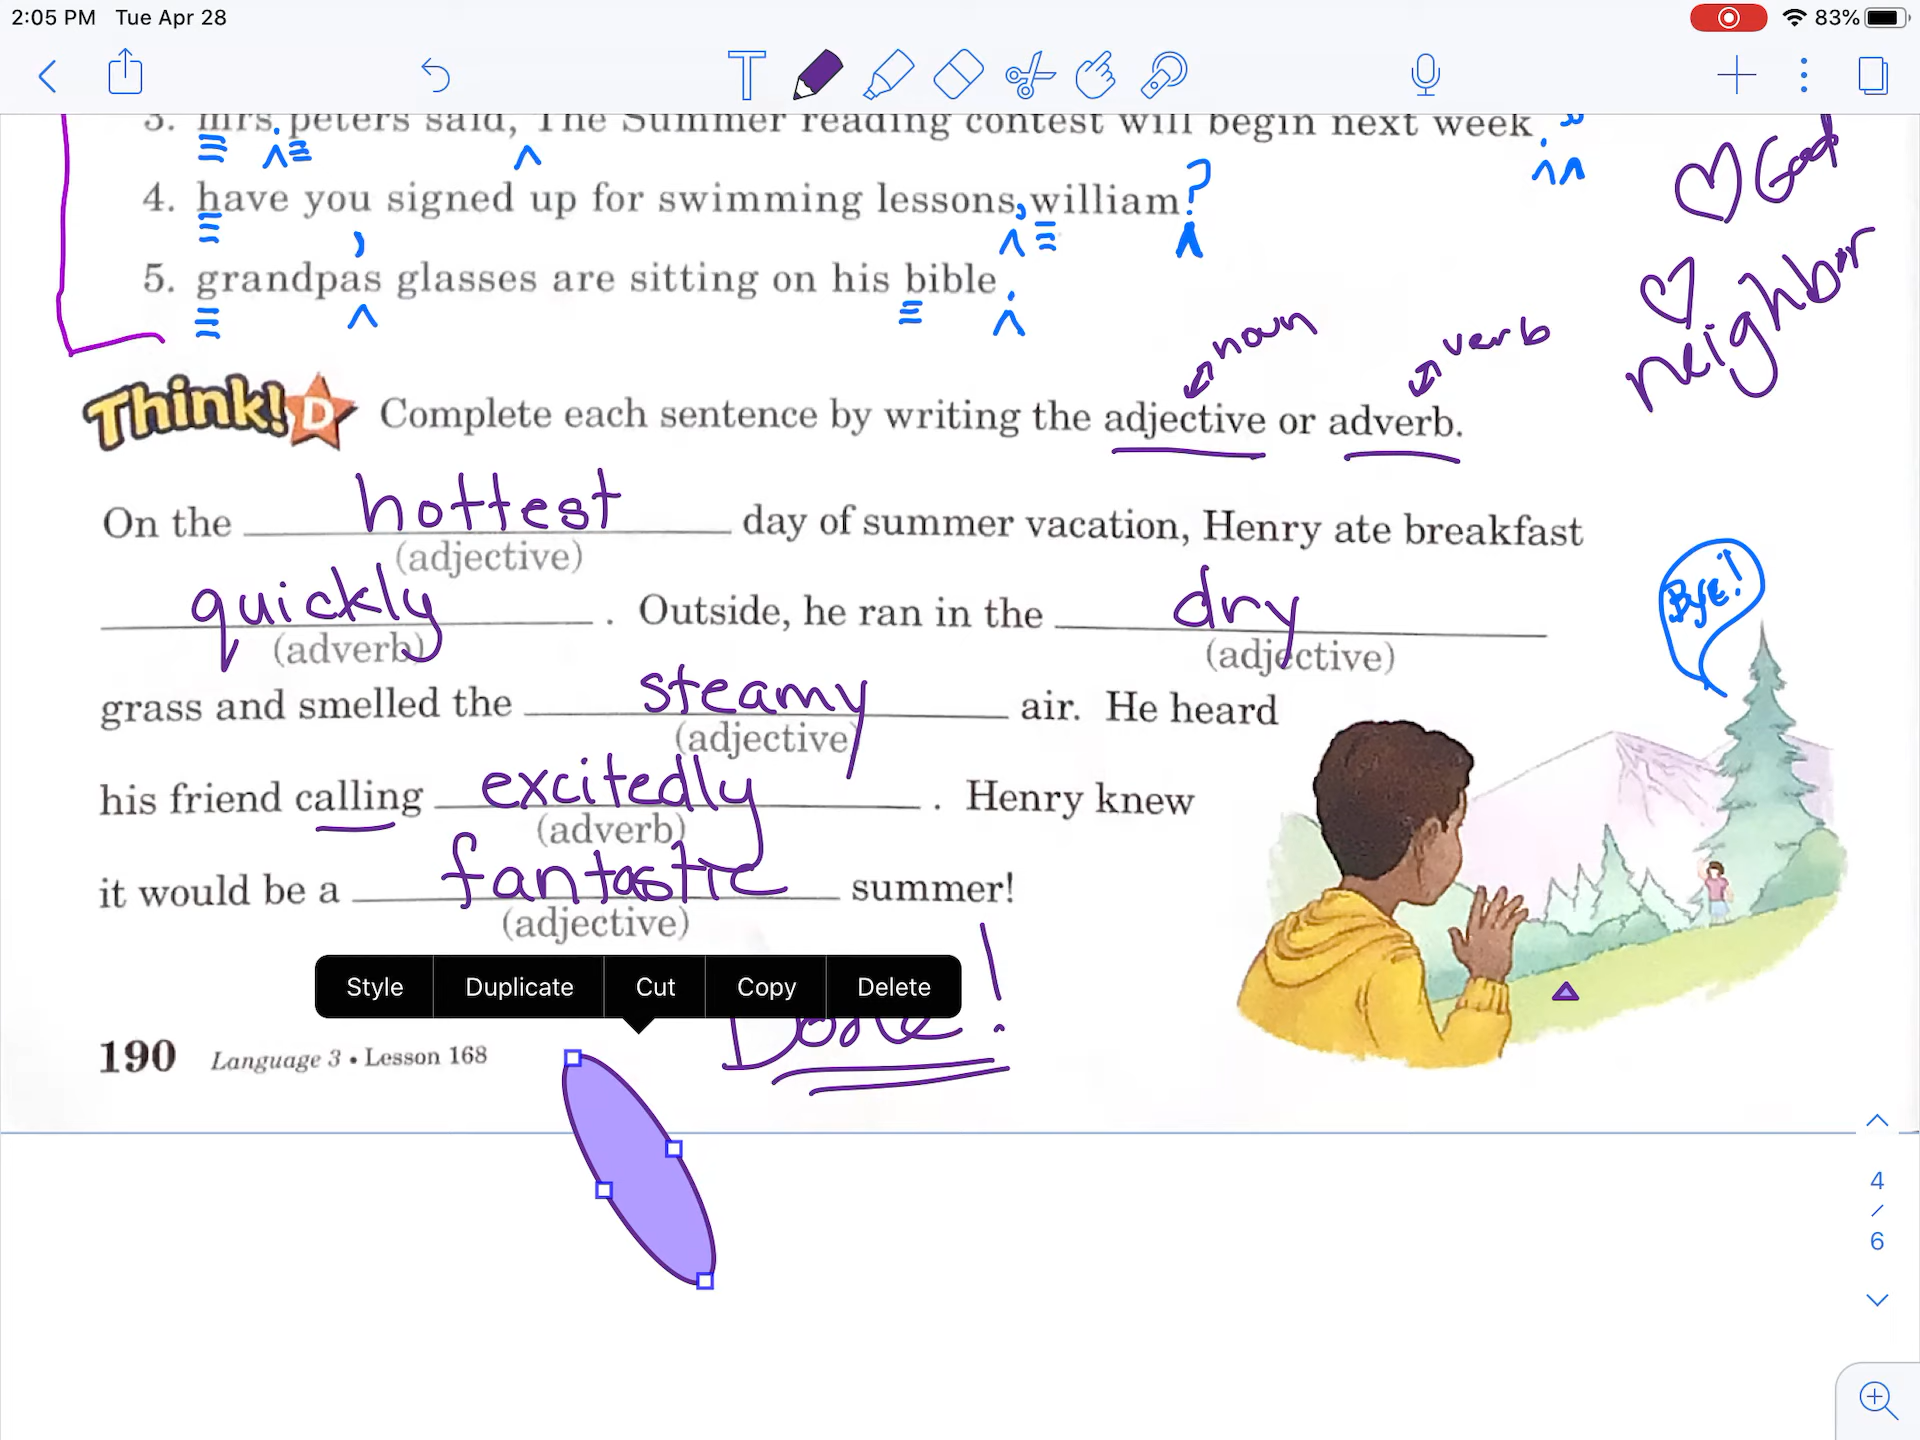 2:05 PM Tue Apr 28 83%
3. mrs. peters said, The Summer reading contest will begin next week.
4. have you signed up for swimming lessons, william?
5. grandpa's glasses are sitting on his bible.
God
neighbor
noun
verb
Think! D Complete each sentence by writing the adjective or adverb.
On the hottest day of summer vacation, Henry ate breakfast
(adjective)
quickly. Outside, he ran in the dry
(adverb) (adjective)
grass and smelled the steamy air. He heard
(adjective)
his friend calling excitedly. Henry knew
(adverb)
it would be a fantastic summer!
(adjective)
Bye!
Style Duplicate Cut Copy Delete
Done!
190 Language 3 • Lesson 168
4
/
6